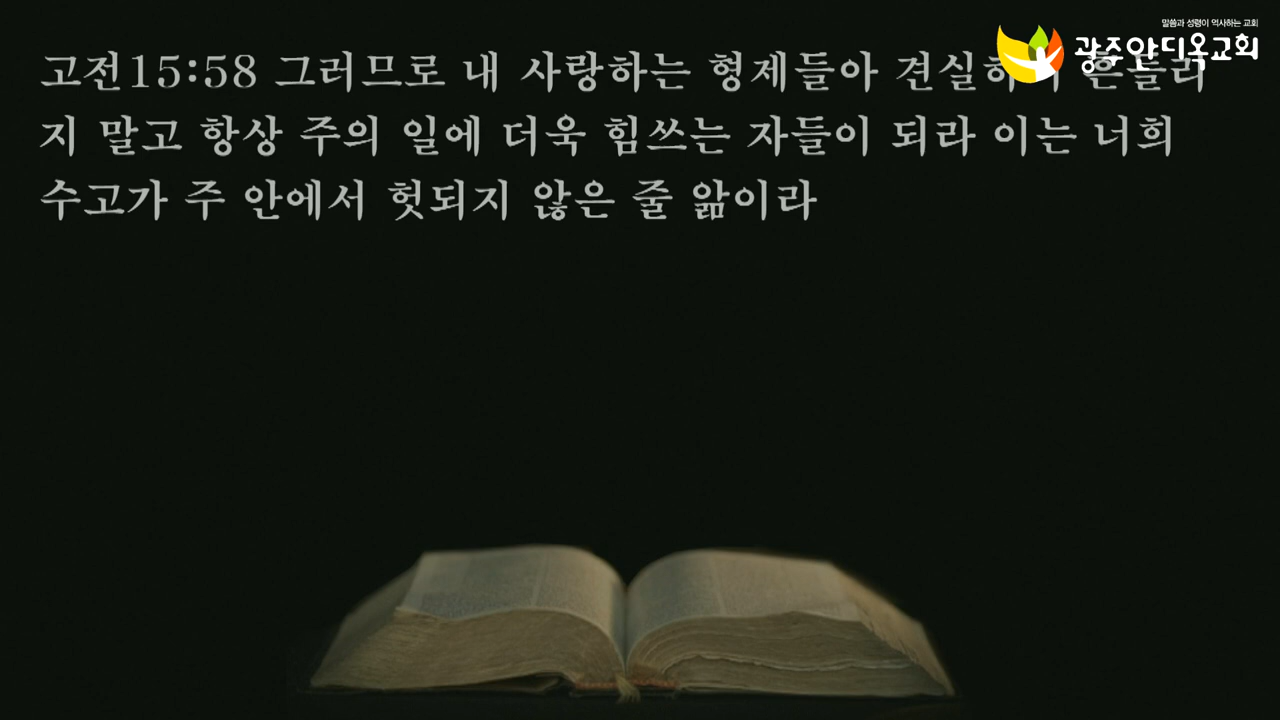 말씀과 성령이 역사하는 교회
광주안디옥교회
고전15:58 그러므로 내 사랑하는 형제들아
지 말고 항상 주의 일에 더욱 힘쓰는 자들이 되라 이는 너희
수고가 주 안에서 헛되지 않은 줄 앎이라